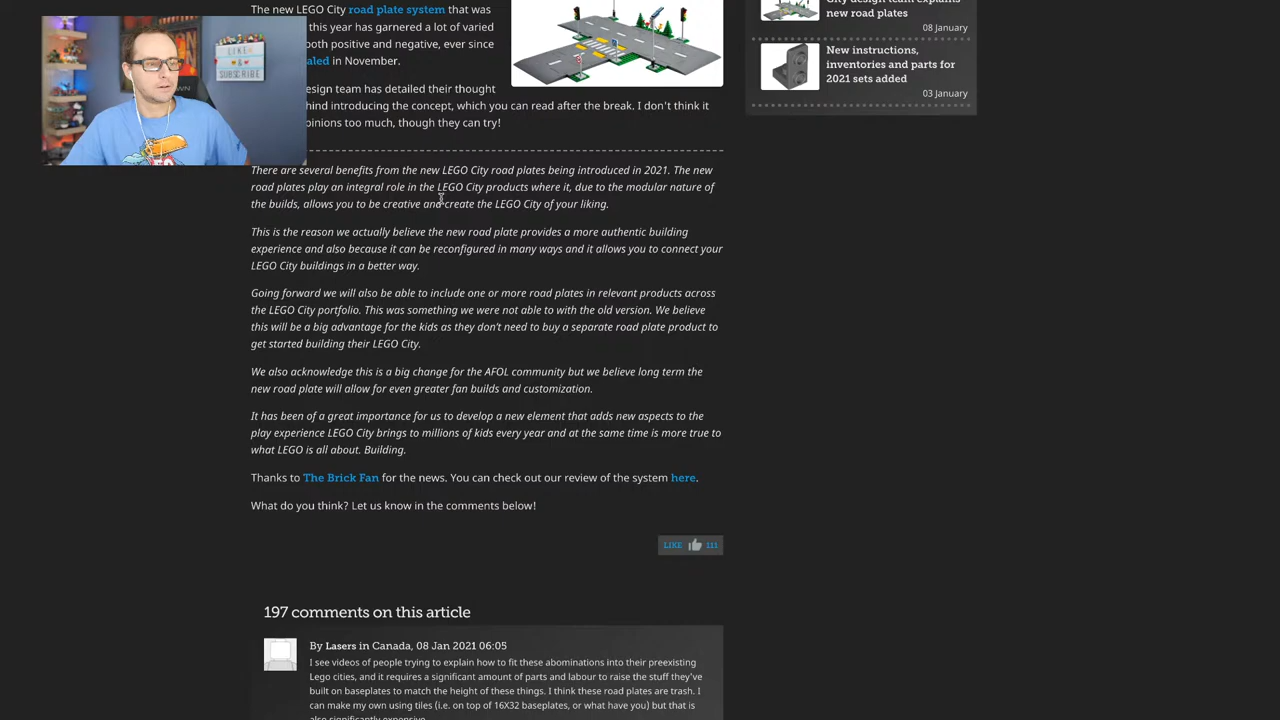 The new LEGO City road plate system that was
this year has garnered a lot of varied
both positive and negative, ever since
in November.
design team has detailed their thought
behind introducing the concept, which you can read after the break. I don't think it
opinions too much, though they can try!
There are several benefits from the new LEGO City road plates being introduced in 2021. The new
road plates play an integral role in the LEGO City products where it, due to the modular nature of
the builds, allows you to be creative and create the LEGO City of your liking.
This is the reason we actually believe the new road plate provides a more authentic building
experience and also because it can be reconfigured in many ways and it allows you to connect your
LEGO City buildings in a better way.
Going forward we will also be able to include one or more road plates in relevant products across
the LEGO City portfolio. This was something we were not able to with the old version. We believe
this will be a big advantage for the kids as they don't need to buy a separate road plate product to
get started building their LEGO City.
We also acknowledge this is a big change for the AFOL community but we believe long term the
new road plate will allow for even greater fan builds and customization.
It has been of a great importance for us to develop a new element that adds new aspects to the
play experience LEGO City brings to millions of kids every year and at the same time is more true to
what LEGO is all about. Building.
Thanks to The Brick Fan for the news. You can check out our review of the system here.
What do you think? Let us know in the comments below!
LIKE 111
197 comments on this article
By Lasers in Canada, 08 Jan 2021 06:05
I see videos of people trying to explain how to fit these abominations into their preexisting
Lego cities, and it requires a significant amount of parts and labour to raise the stuff they've
built on baseplates to match the height of these things. I think these road plates are trash. I
can make my own using tiles (i.e. on top of 16X32 baseplates, or what have you) but that is
also significantly expensive
City design team explains
new road plates
08 January
New instructions,
inventories and parts for
2021 sets added
03 January
LIKE
&
SUBSCRIBE